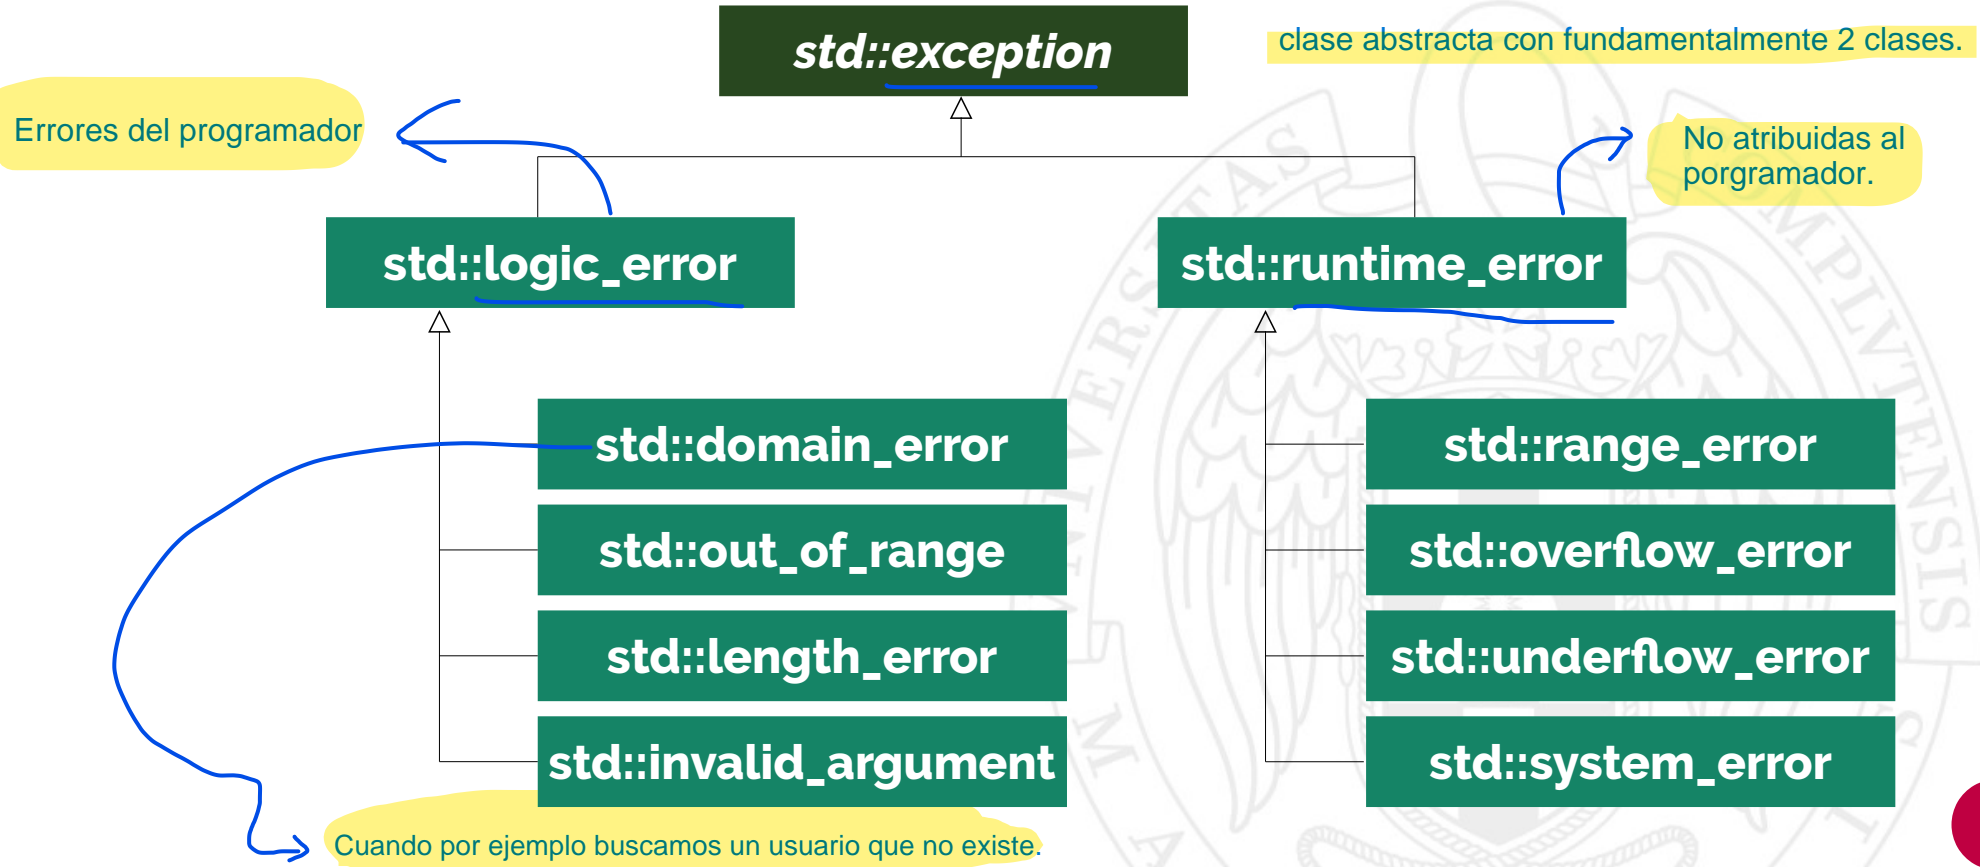 std::exception
clase abstracta con fundamentalmente 2 clases.
Errores del programador
No atribuidas al
porgramador.
std::logic_error
std::runtime_error
std::domain_error
std::range_error
std::out_of_range
std::overflow_error
std::length_error
std::underflow_error
std::invalid_argument
std::system_error
Cuando por ejemplo buscamos un usuario que no existe.